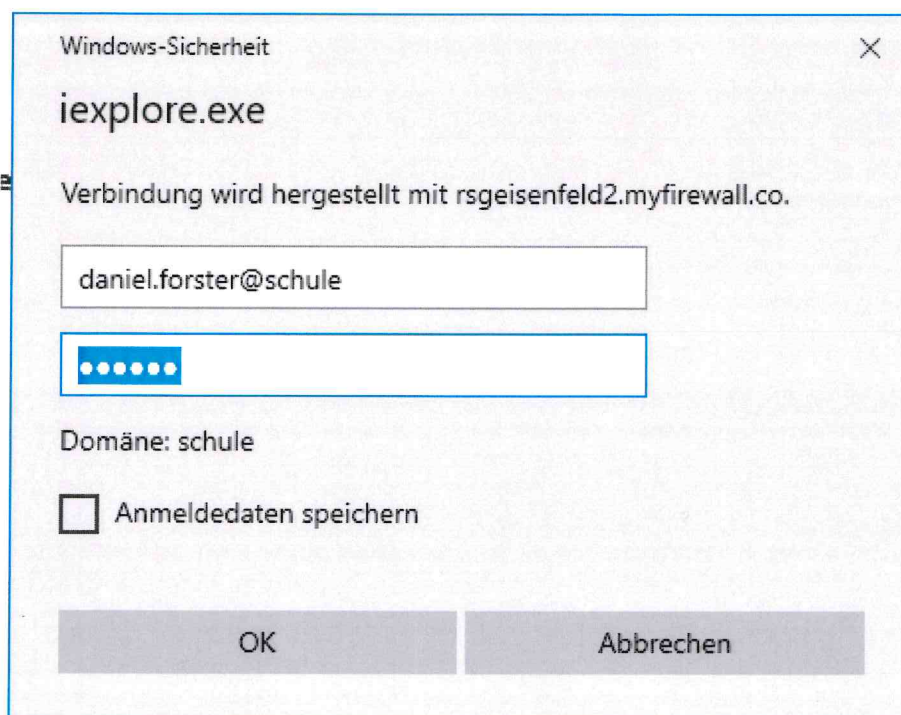 Windows-Sicherheit
iexplore.exe
Verbindung wird hergestellt mit rsgeisenfeld2.myfirewall.co.
daniel.forster@schule
●●●●●●
Domäne: schule
Anmeldedaten speichern
OK
Abbrechen